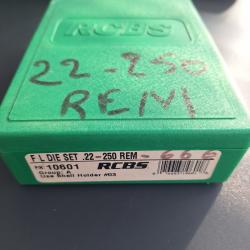 RCBS
22-250
REM
F L DIE SET .22-250 REM
P/N 10601 RCBS
Group: A
Use Shell Holder #03